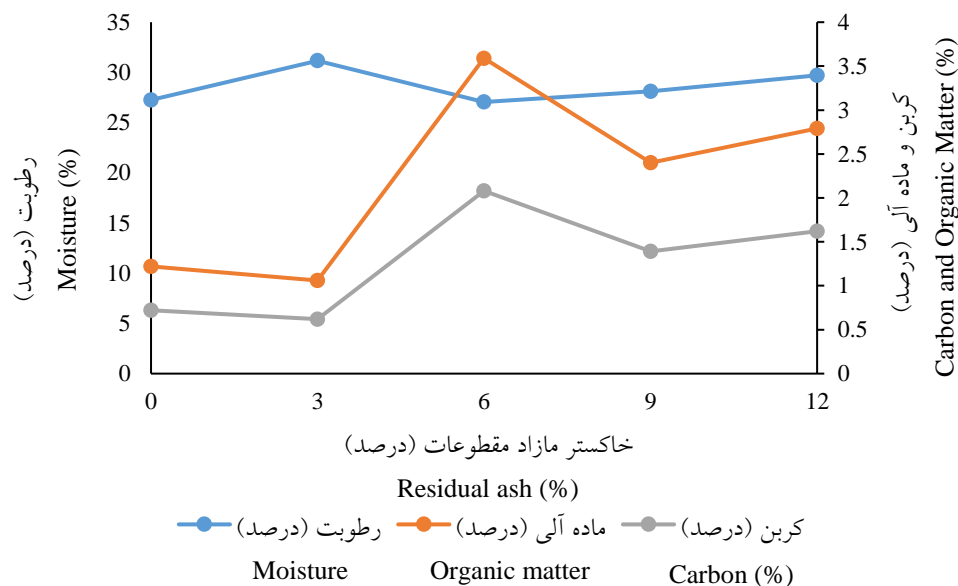 رطوبت (درصد)
Moisture (%)
35
30
25
20
15
10
5
0
4
3.5
3
2.5
2
1.5
1
0.5
0
کربن و ماده آلی (درصد)
Carbon and Organic Matter (%)
0 3 6 9 12
خاکستر مازاد مقطوعات (درصد)
Residual ash (%)
رطوبت (درصد) ماده آلی (درصد) کربن (درصد)
Moisture Organic matter Carbon (%)